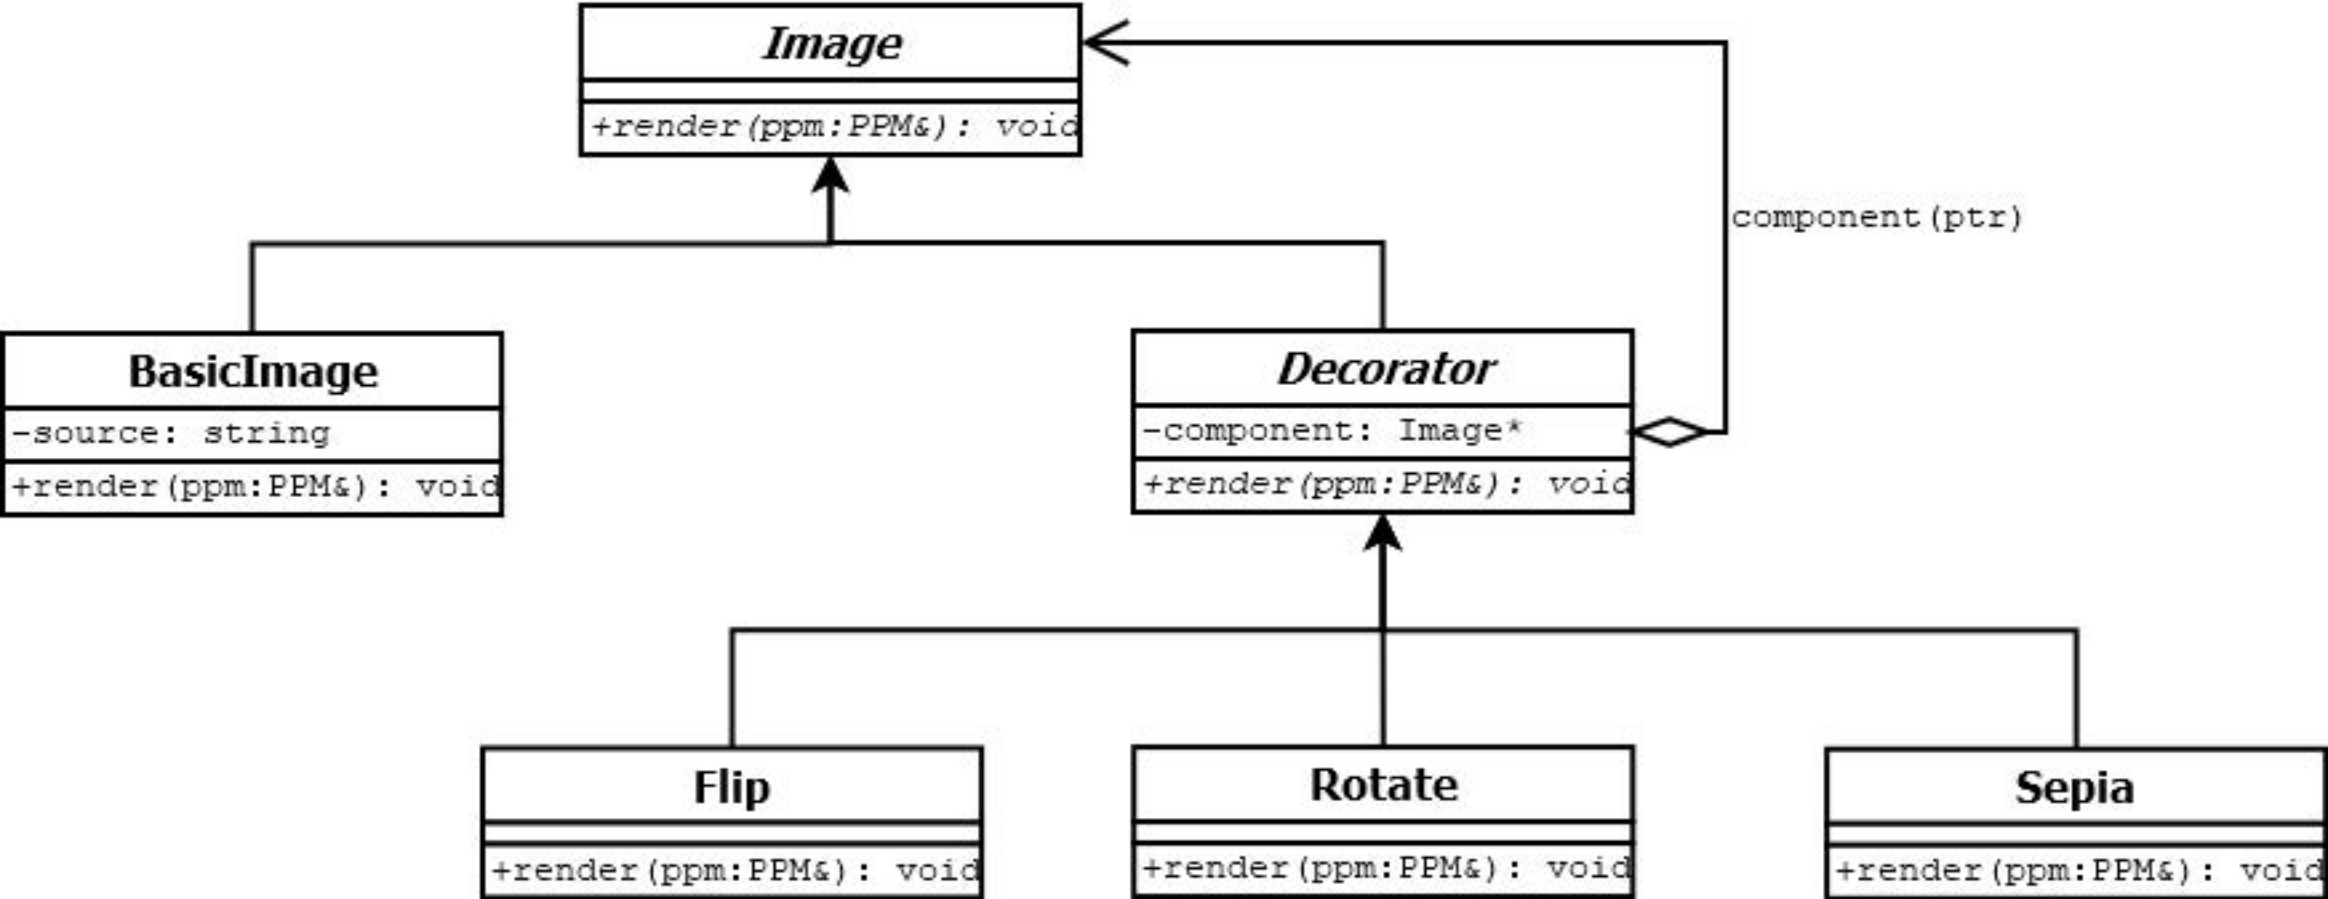 Image
+render(ppm:PPM&): void
component(ptr)
BasicImage
-source: string
+render(ppm:PPM&): void
Decorator
-component: Image*
+render(ppm:PPM&): void
Flip
+render(ppm:PPM&): void
Rotate
+render(ppm:PPM&): void
Sepia
+render(ppm:PPM&): void